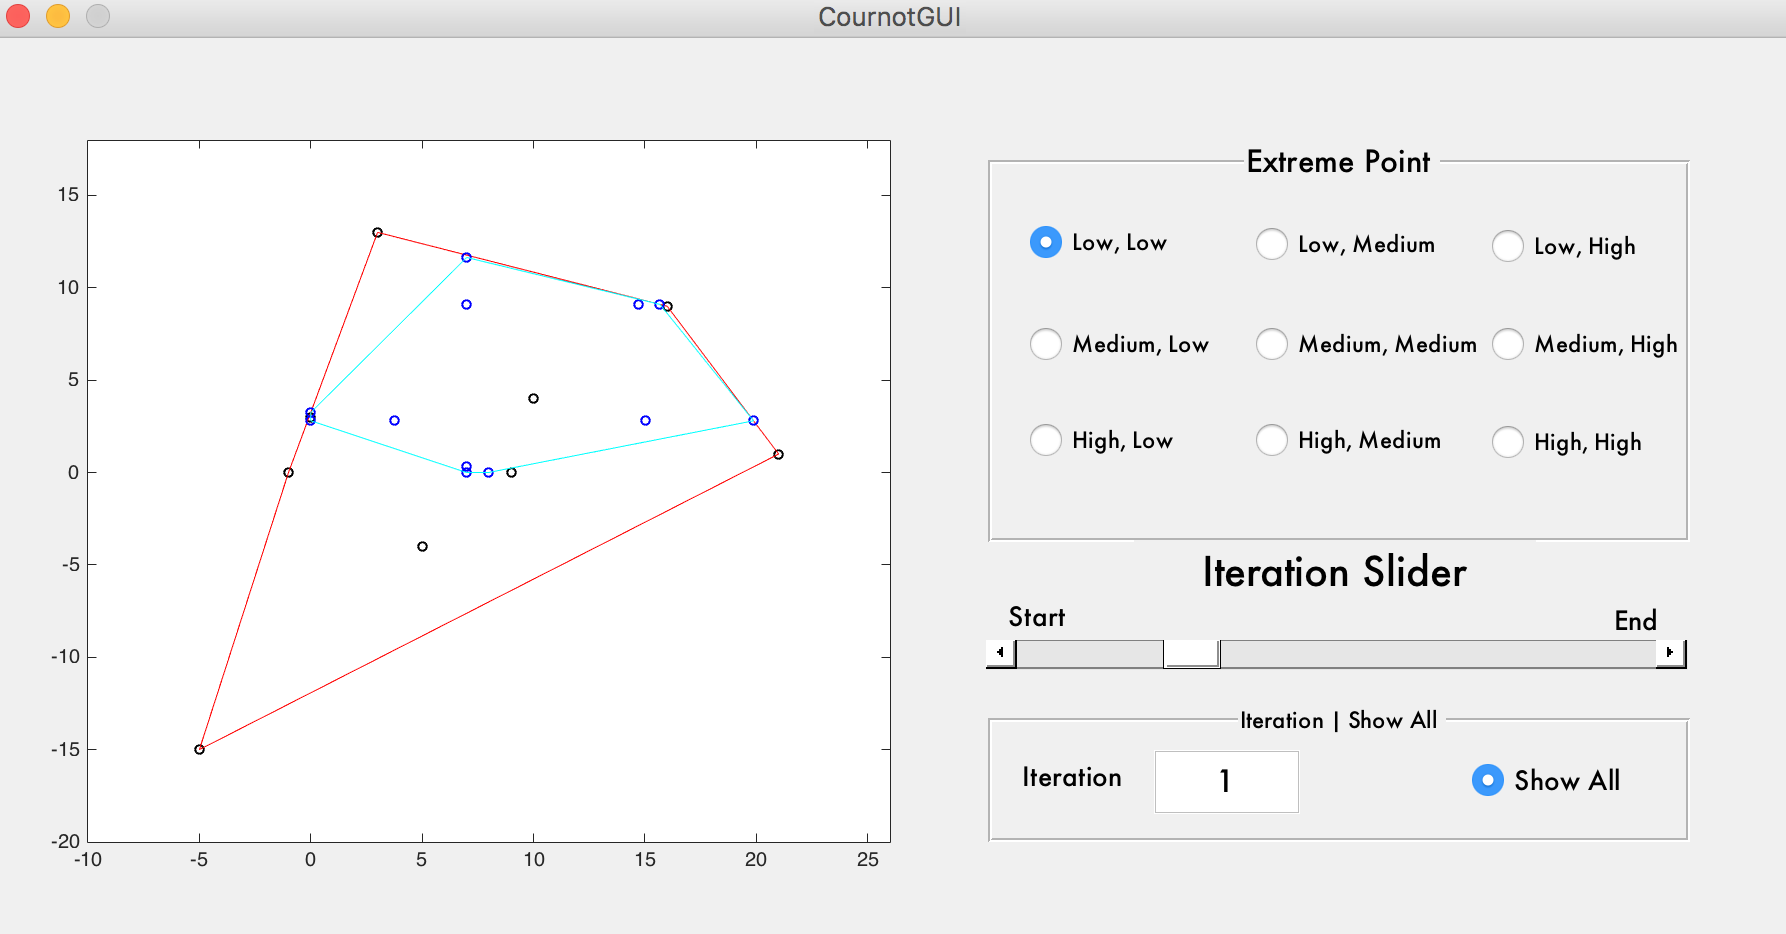 CournotGUI
15
10
5
0
-5
-10
-15
-20
-10 -5 0 5 10 15 20 25
Extreme Point
Low, Low Low, Medium Low, High
Medium, Low Medium, Medium Medium, High
High, Low High, Medium High, High
Iteration Slider
Start End
Iteration | Show All
Iteration 1 Show All